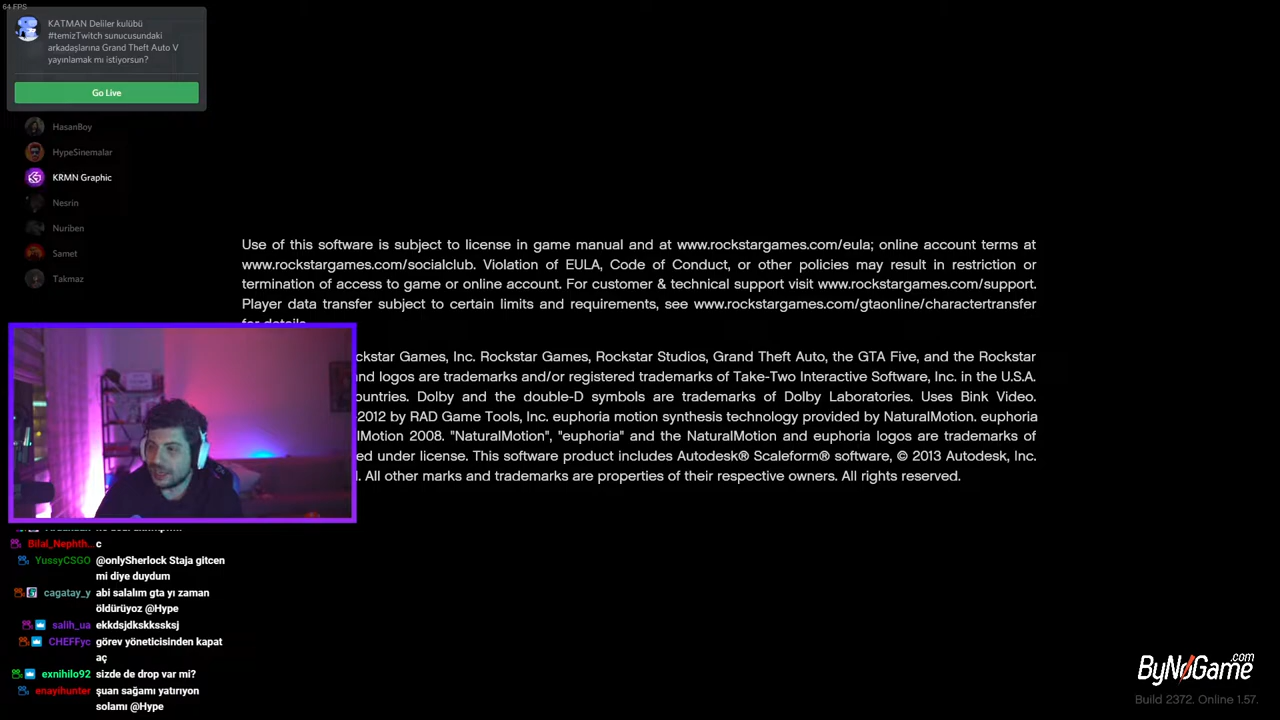 64 FPS
KATMAN Deliler kulübü
#temizTwitch sunucusundaki
arkadaşlarına Grand Theft Auto V
yayınlamak mı istiyorsun?
Go Live
HasanBoy
HypeSinemalar
KRMN Graphic
Nesrin
Nuriben
Samet
Takmaz
Use of this software is subject to license in game manual and at www.rockstargames.com/eula; online account terms at
www.rockstargames.com/socialclub. Violation of EULA, Code of Conduct, or other policies may result in restriction or
termination of access to game or online account. For customer & technical support visit www.rockstargames.com/support.
Player data transfer subject to certain limits and requirements, see www.rockstargames.com/gtaonline/charactertransfer
for details.
ckstar Games, Inc. Rockstar Games, Rockstar Studios, Grand Theft Auto, the GTA Five, and the Rockstar
nd logos are trademarks and/or registered trademarks of Take-Two Interactive Software, Inc. in the U.S.A.
ountries. Dolby and the double-D symbols are trademarks of Dolby Laboratories. Uses Bink Video.
2012 by RAD Game Tools, Inc. euphoria motion synthesis technology provided by NaturalMotion. euphoria
lMotion 2008. "NaturalMotion", "euphoria" and the NaturalMotion and euphoria logos are trademarks of
ed under license. This software product includes Autodesk® Scaleform® software, © 2013 Autodesk, Inc.
. All other marks and trademarks are properties of their respective owners. All rights reserved.
Bilal_Nephth... c
YussyCSGO @onlySherlock Staja gitcen
mi diye duydum
cagatay_y abi salalım gta yı zaman
öldürüyoz @Hype
salih_ua ekkdsjdkskkssksj
CHEFFyc görev yöneticisinden kapat
aç
exnihilo92 sizde de drop var mi?
enayihunter şuan sağamı yatırıyon
solamı @Hype
ByNoGame.com
Build 2372. Online 1.57.